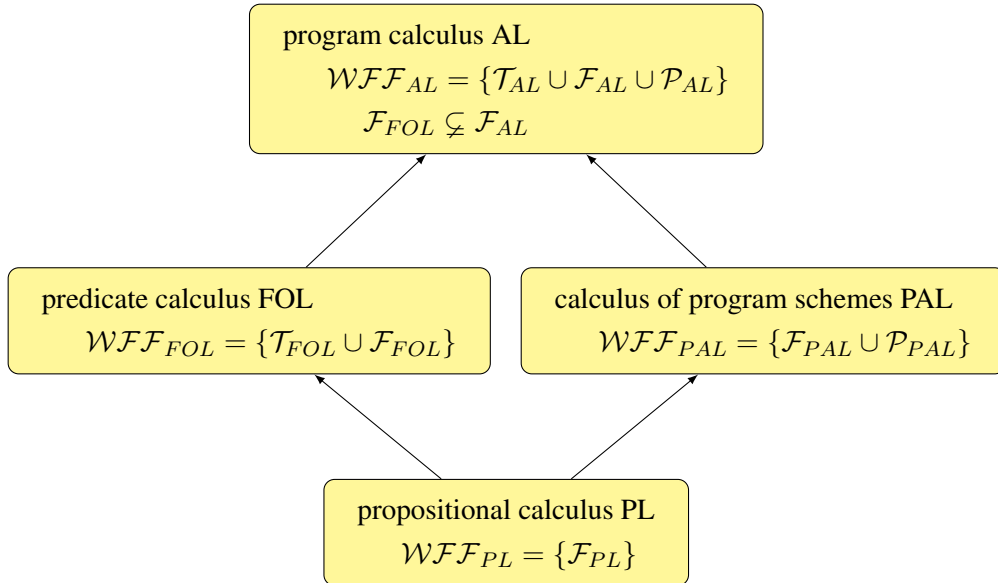 program calculus AL
𝒲ℱℱ_{AL} = {𝒯_{AL} ∪ ℱ_{AL} ∪ 𝒫_{AL}}
ℱ_{FOL} ⊊ ℱ_{AL}
predicate calculus FOL
𝒲ℱℱ_{FOL} = {𝒯_{FOL} ∪ ℱ_{FOL}}
calculus of program schemes PAL
𝒲ℱℱ_{PAL} = {ℱ_{PAL} ∪ 𝒫_{PAL}}
propositional calculus PL
𝒲ℱℱ_{PL} = {ℱ_{PL}}